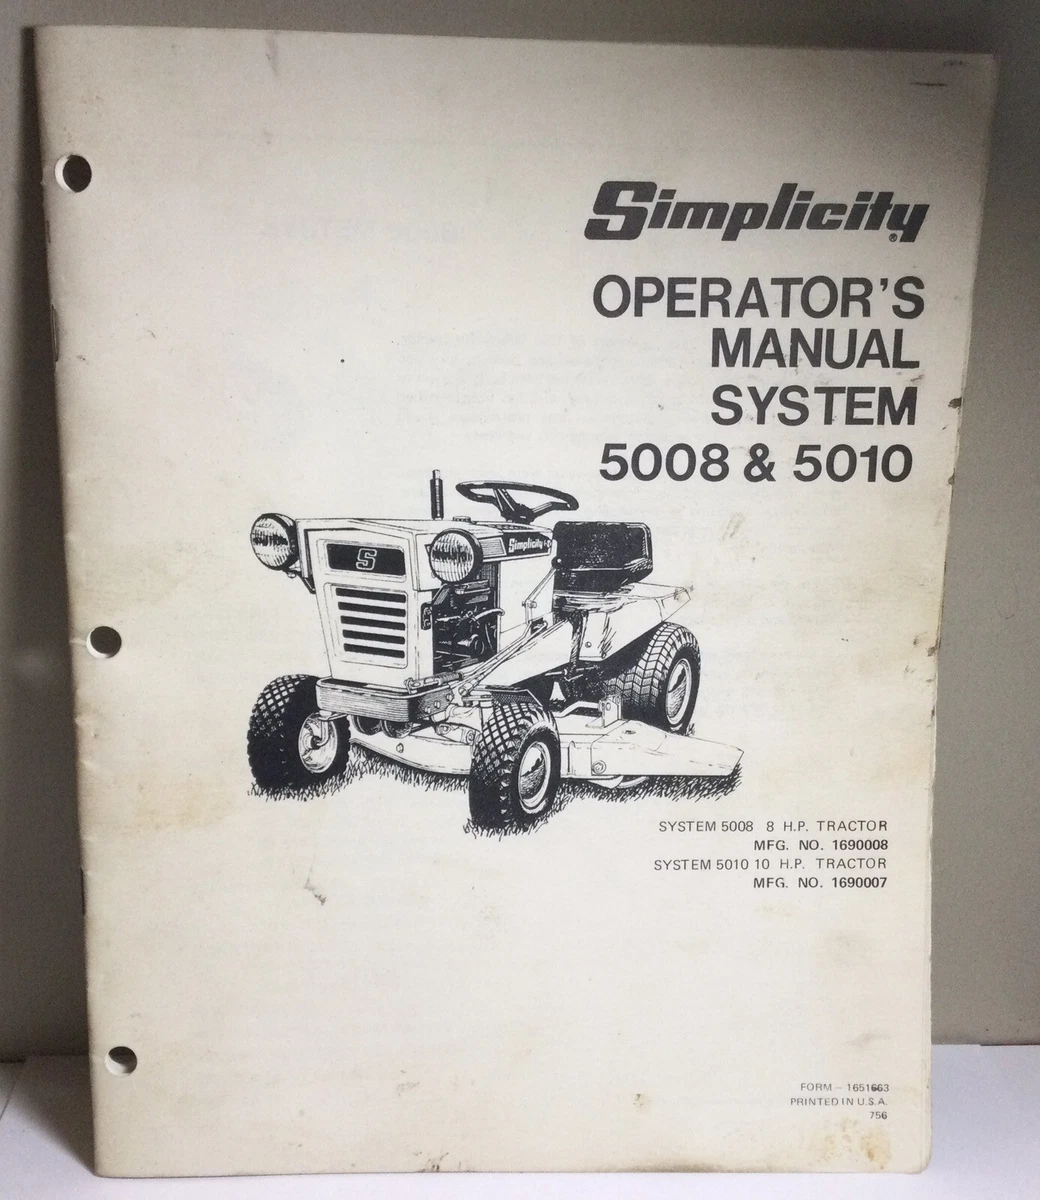 Simplicity®
OPERATOR'S
MANUAL
SYSTEM
5008 & 5010
S
Simplicity
SYSTEM 5008 8 H.P. TRACTOR
MFG. NO. 1690008
SYSTEM 5010 10 H.P. TRACTOR
MFG. NO. 1690007
FORM – 1651663
PRINTED IN U.S.A.
756